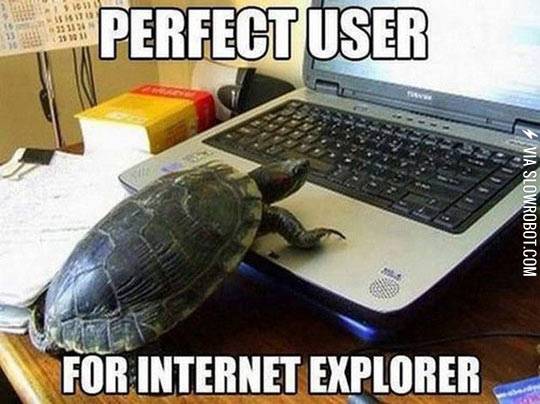 PERFECT USER
TOSHIBA
VIA SLOWROBOT.COM
FOR INTERNET EXPLORER